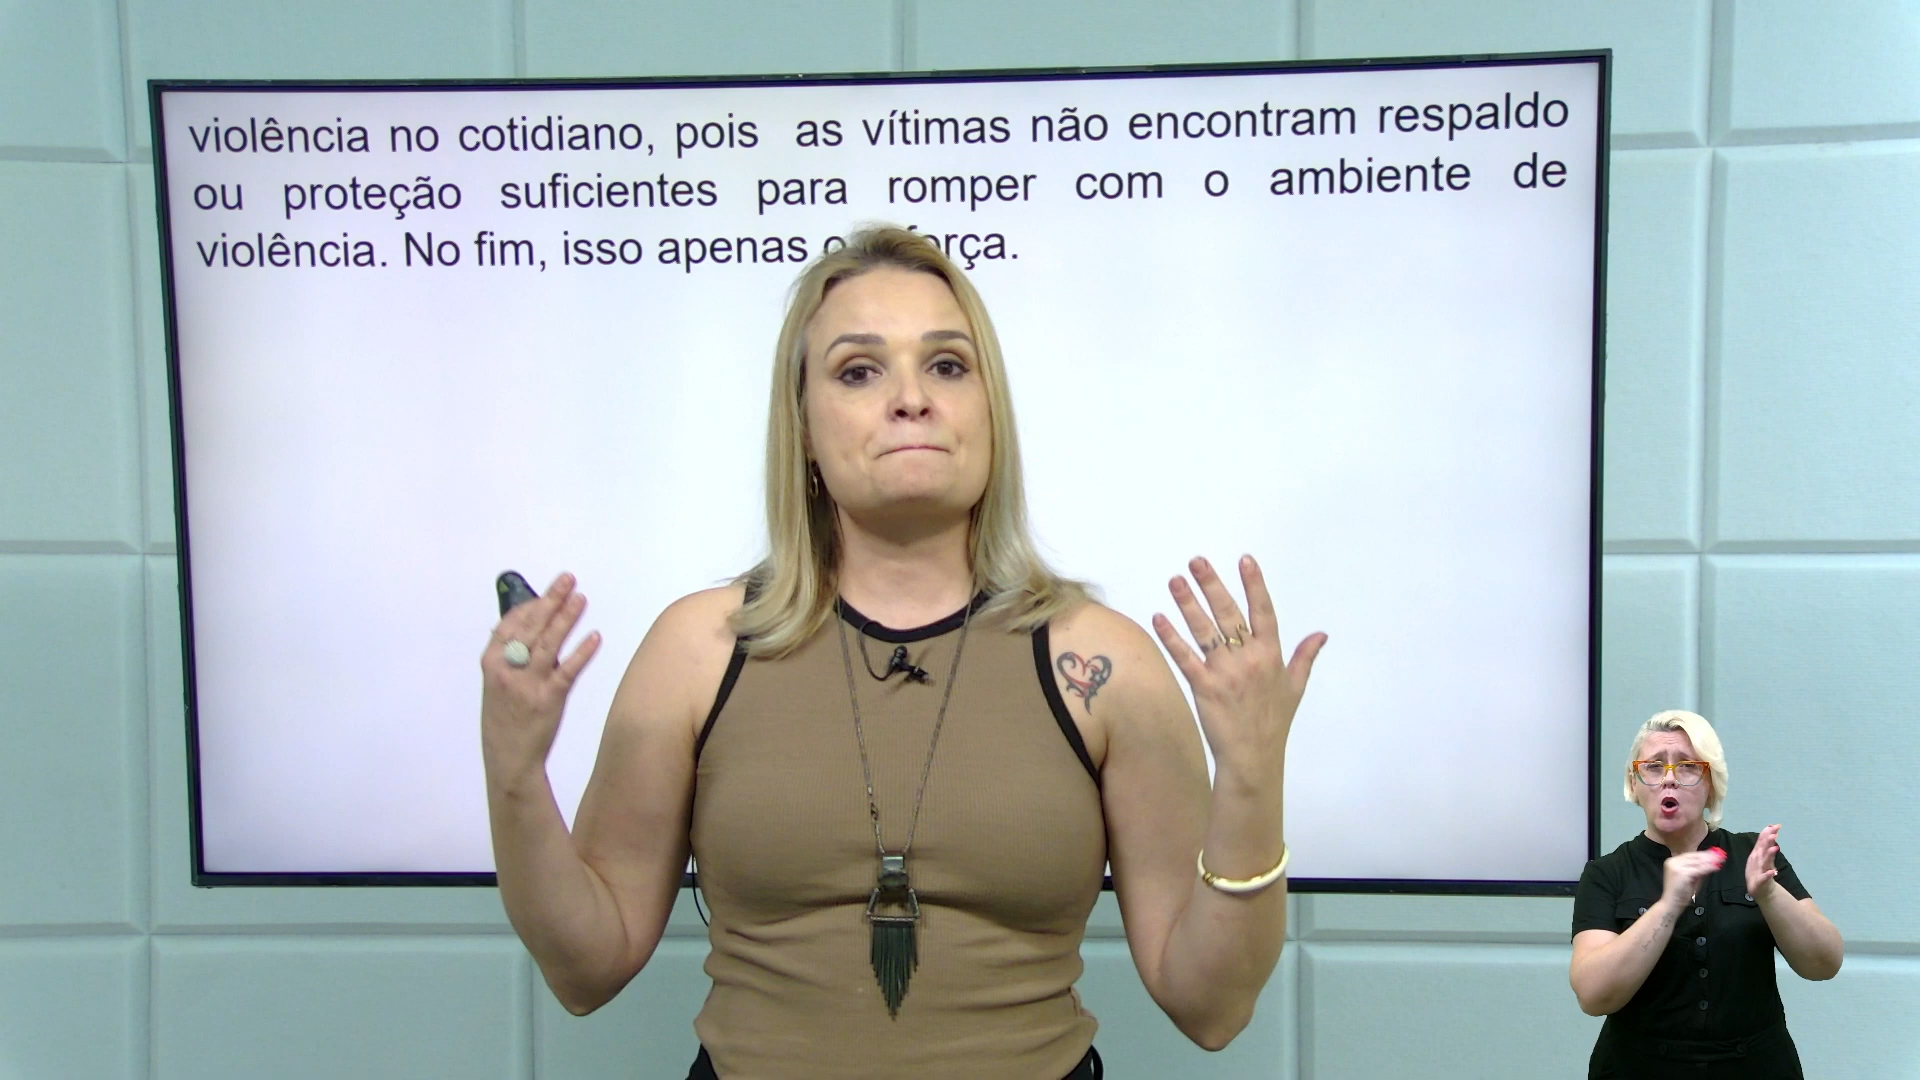 violência no cotidiano, pois as vítimas não encontram respaldo
ou proteção suficientes para romper com o ambiente de
violência. No fim, isso apenas